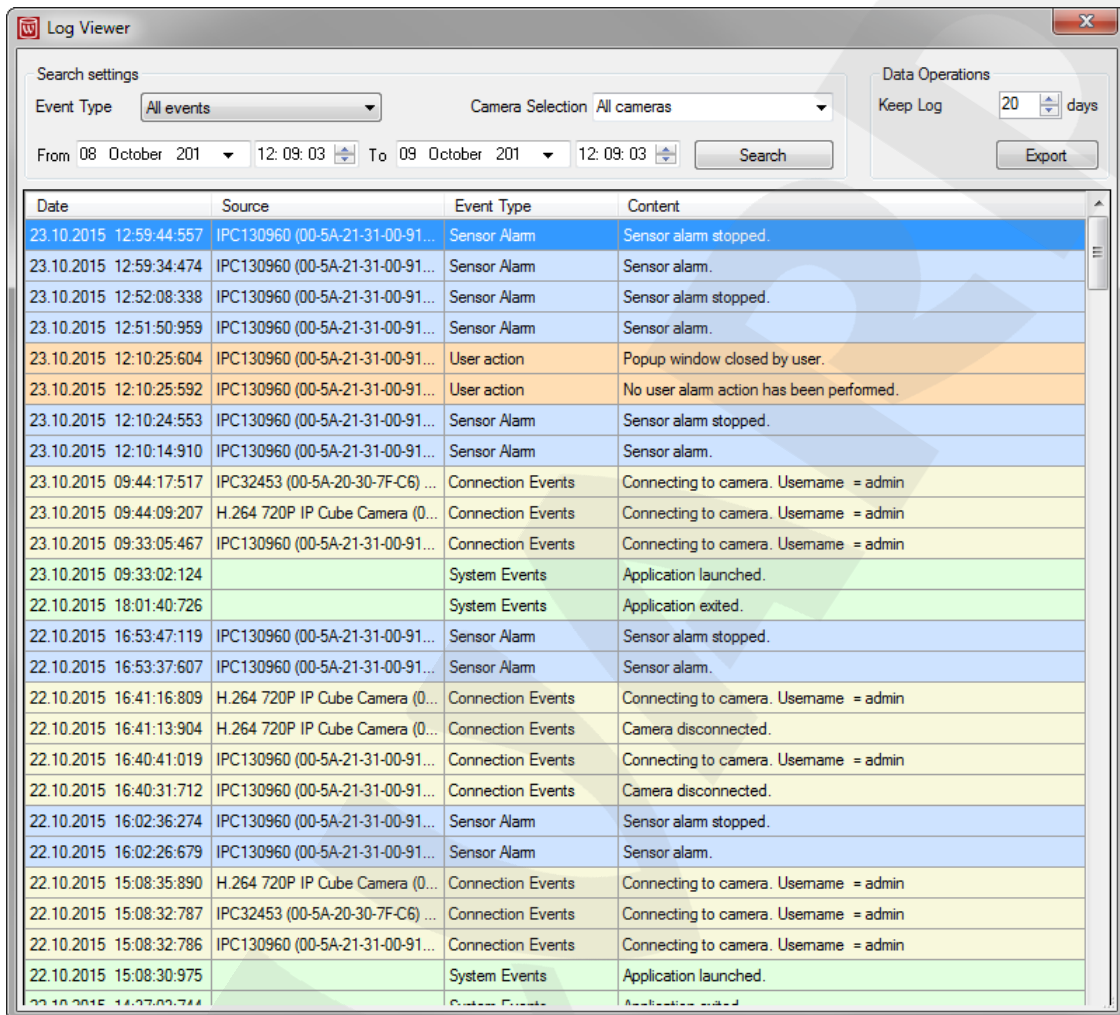 Log Viewer
Search settings
Data Operations
Event Type All events Camera Selection All cameras Keep Log 20 days
From 08 October 201 12: 09: 03 To 09 October 201 12: 09: 03 Search Export
Date Source Event Type Content
23.10.2015 12:59:44:557 IPC130960 (00-5A-21-31-00-91... Sensor Alarm Sensor alarm stopped.
23.10.2015 12:59:34:474 IPC130960 (00-5A-21-31-00-91... Sensor Alarm Sensor alarm.
23.10.2015 12:52:08:338 IPC130960 (00-5A-21-31-00-91... Sensor Alarm Sensor alarm stopped.
23.10.2015 12:51:50:959 IPC130960 (00-5A-21-31-00-91... Sensor Alarm Sensor alarm.
23.10.2015 12:10:25:604 IPC130960 (00-5A-21-31-00-91... User action Popup window closed by user.
23.10.2015 12:10:25:592 IPC130960 (00-5A-21-31-00-91... User action No user alarm action has been performed.
23.10.2015 12:10:24:553 IPC130960 (00-5A-21-31-00-91... Sensor Alarm Sensor alarm stopped.
23.10.2015 12:10:14:910 IPC130960 (00-5A-21-31-00-91... Sensor Alarm Sensor alarm.
23.10.2015 09:44:17:517 IPC32453 (00-5A-20-30-7F-C6) ... Connection Events Connecting to camera. Username = admin
23.10.2015 09:44:09:207 H.264 720P IP Cube Camera (0... Connection Events Connecting to camera. Username = admin
23.10.2015 09:33:05:467 IPC130960 (00-5A-21-31-00-91... Connection Events Connecting to camera. Username = admin
23.10.2015 09:33:02:124 System Events Application launched.
22.10.2015 18:01:40:726 System Events Application exited.
22.10.2015 16:53:47:119 IPC130960 (00-5A-21-31-00-91... Sensor Alarm Sensor alarm stopped.
22.10.2015 16:53:37:607 IPC130960 (00-5A-21-31-00-91... Sensor Alarm Sensor alarm.
22.10.2015 16:41:16:809 H.264 720P IP Cube Camera (0... Connection Events Connecting to camera. Username = admin
22.10.2015 16:41:13:904 H.264 720P IP Cube Camera (0... Connection Events Camera disconnected.
22.10.2015 16:40:41:019 IPC130960 (00-5A-21-31-00-91... Connection Events Connecting to camera. Username = admin
22.10.2015 16:40:31:712 IPC130960 (00-5A-21-31-00-91... Connection Events Camera disconnected.
22.10.2015 16:02:36:274 IPC130960 (00-5A-21-31-00-91... Sensor Alarm Sensor alarm stopped.
22.10.2015 16:02:26:679 IPC130960 (00-5A-21-31-00-91... Sensor Alarm Sensor alarm.
22.10.2015 15:08:35:890 H.264 720P IP Cube Camera (0... Connection Events Connecting to camera. Username = admin
22.10.2015 15:08:32:787 IPC32453 (00-5A-20-30-7F-C6) ... Connection Events Connecting to camera. Username = admin
22.10.2015 15:08:32:786 IPC130960 (00-5A-21-31-00-91... Connection Events Connecting to camera. Username = admin
22.10.2015 15:08:30:975 System Events Application launched.